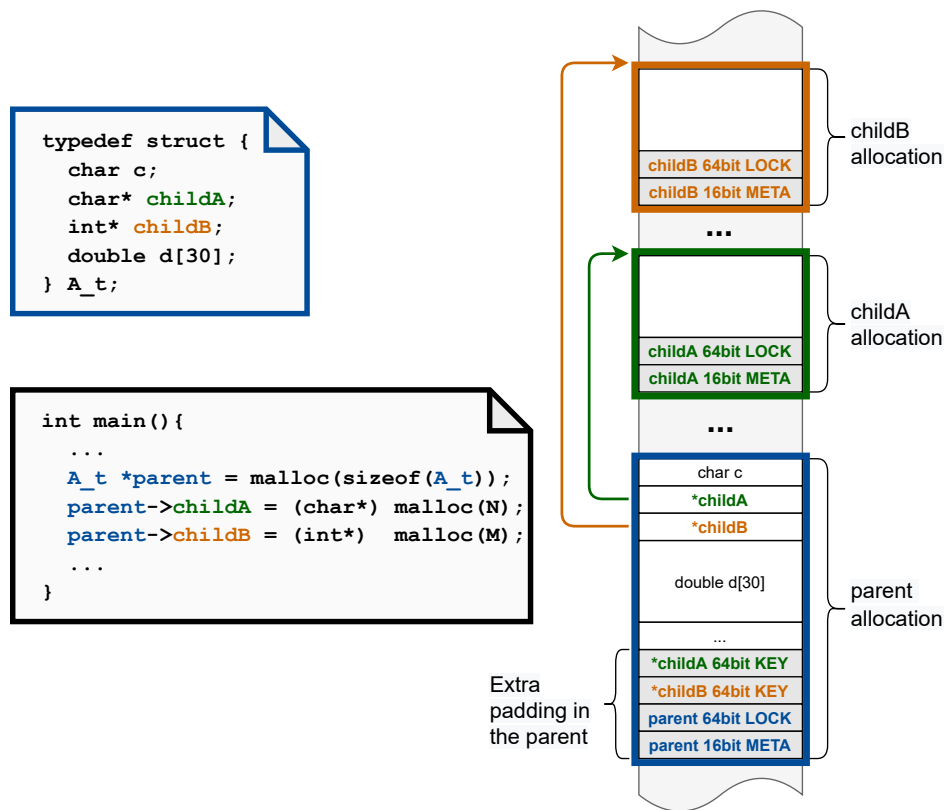 typedef struct {
char c;
char* childA;
int* childB;
double d[30];
} A_t;
int main(){
...
A_t *parent = malloc(sizeof(A_t));
parent->childA = (char*) malloc(N);
parent->childB = (int*)  malloc(M);
...
}
childB 64bit LOCK
childB 16bit META
childB
allocation
...
childA 64bit LOCK
childA 16bit META
childA
allocation
...
char c
*childA
*childB
double d[30]
...
*childA 64bit KEY
*childB 64bit KEY
parent 64bit LOCK
parent 16bit META
parent
allocation
Extra
padding in
the parent